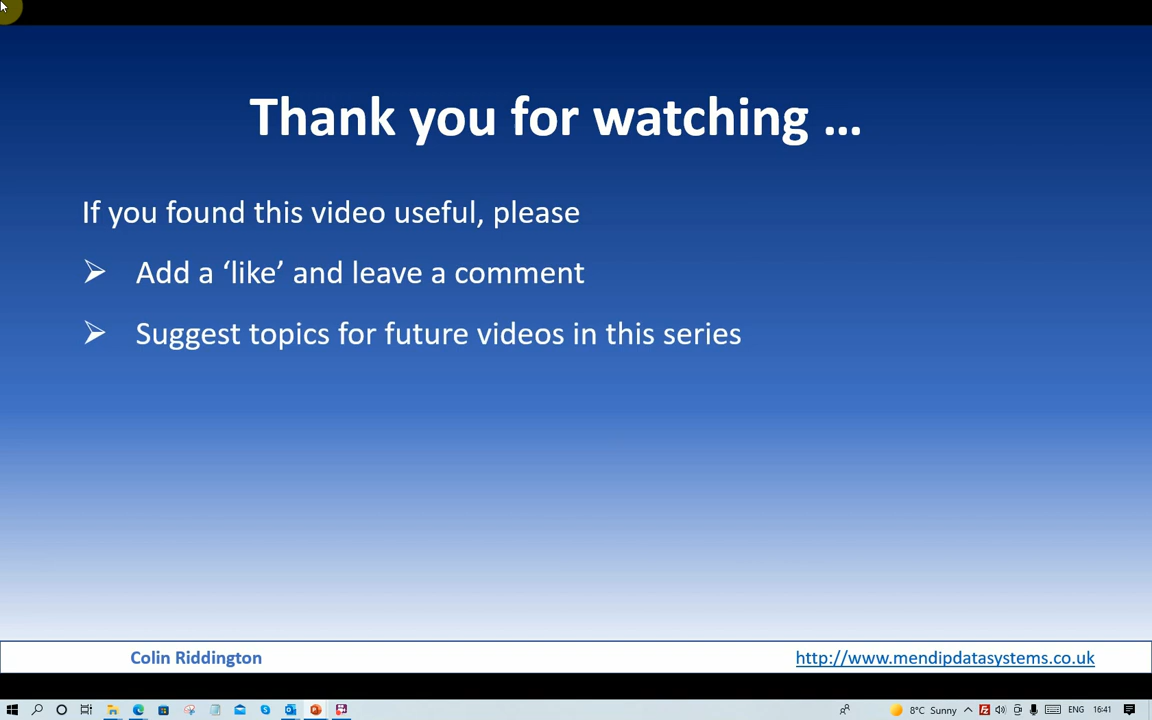 Thank you for watching ...
If you found this video useful, please
➢ Add a ‘like’ and leave a comment
➢ Suggest topics for future videos in this series
Colin Riddington
http://www.mendipdatasystems.co.uk
8°C Sunny
ENG
16:41